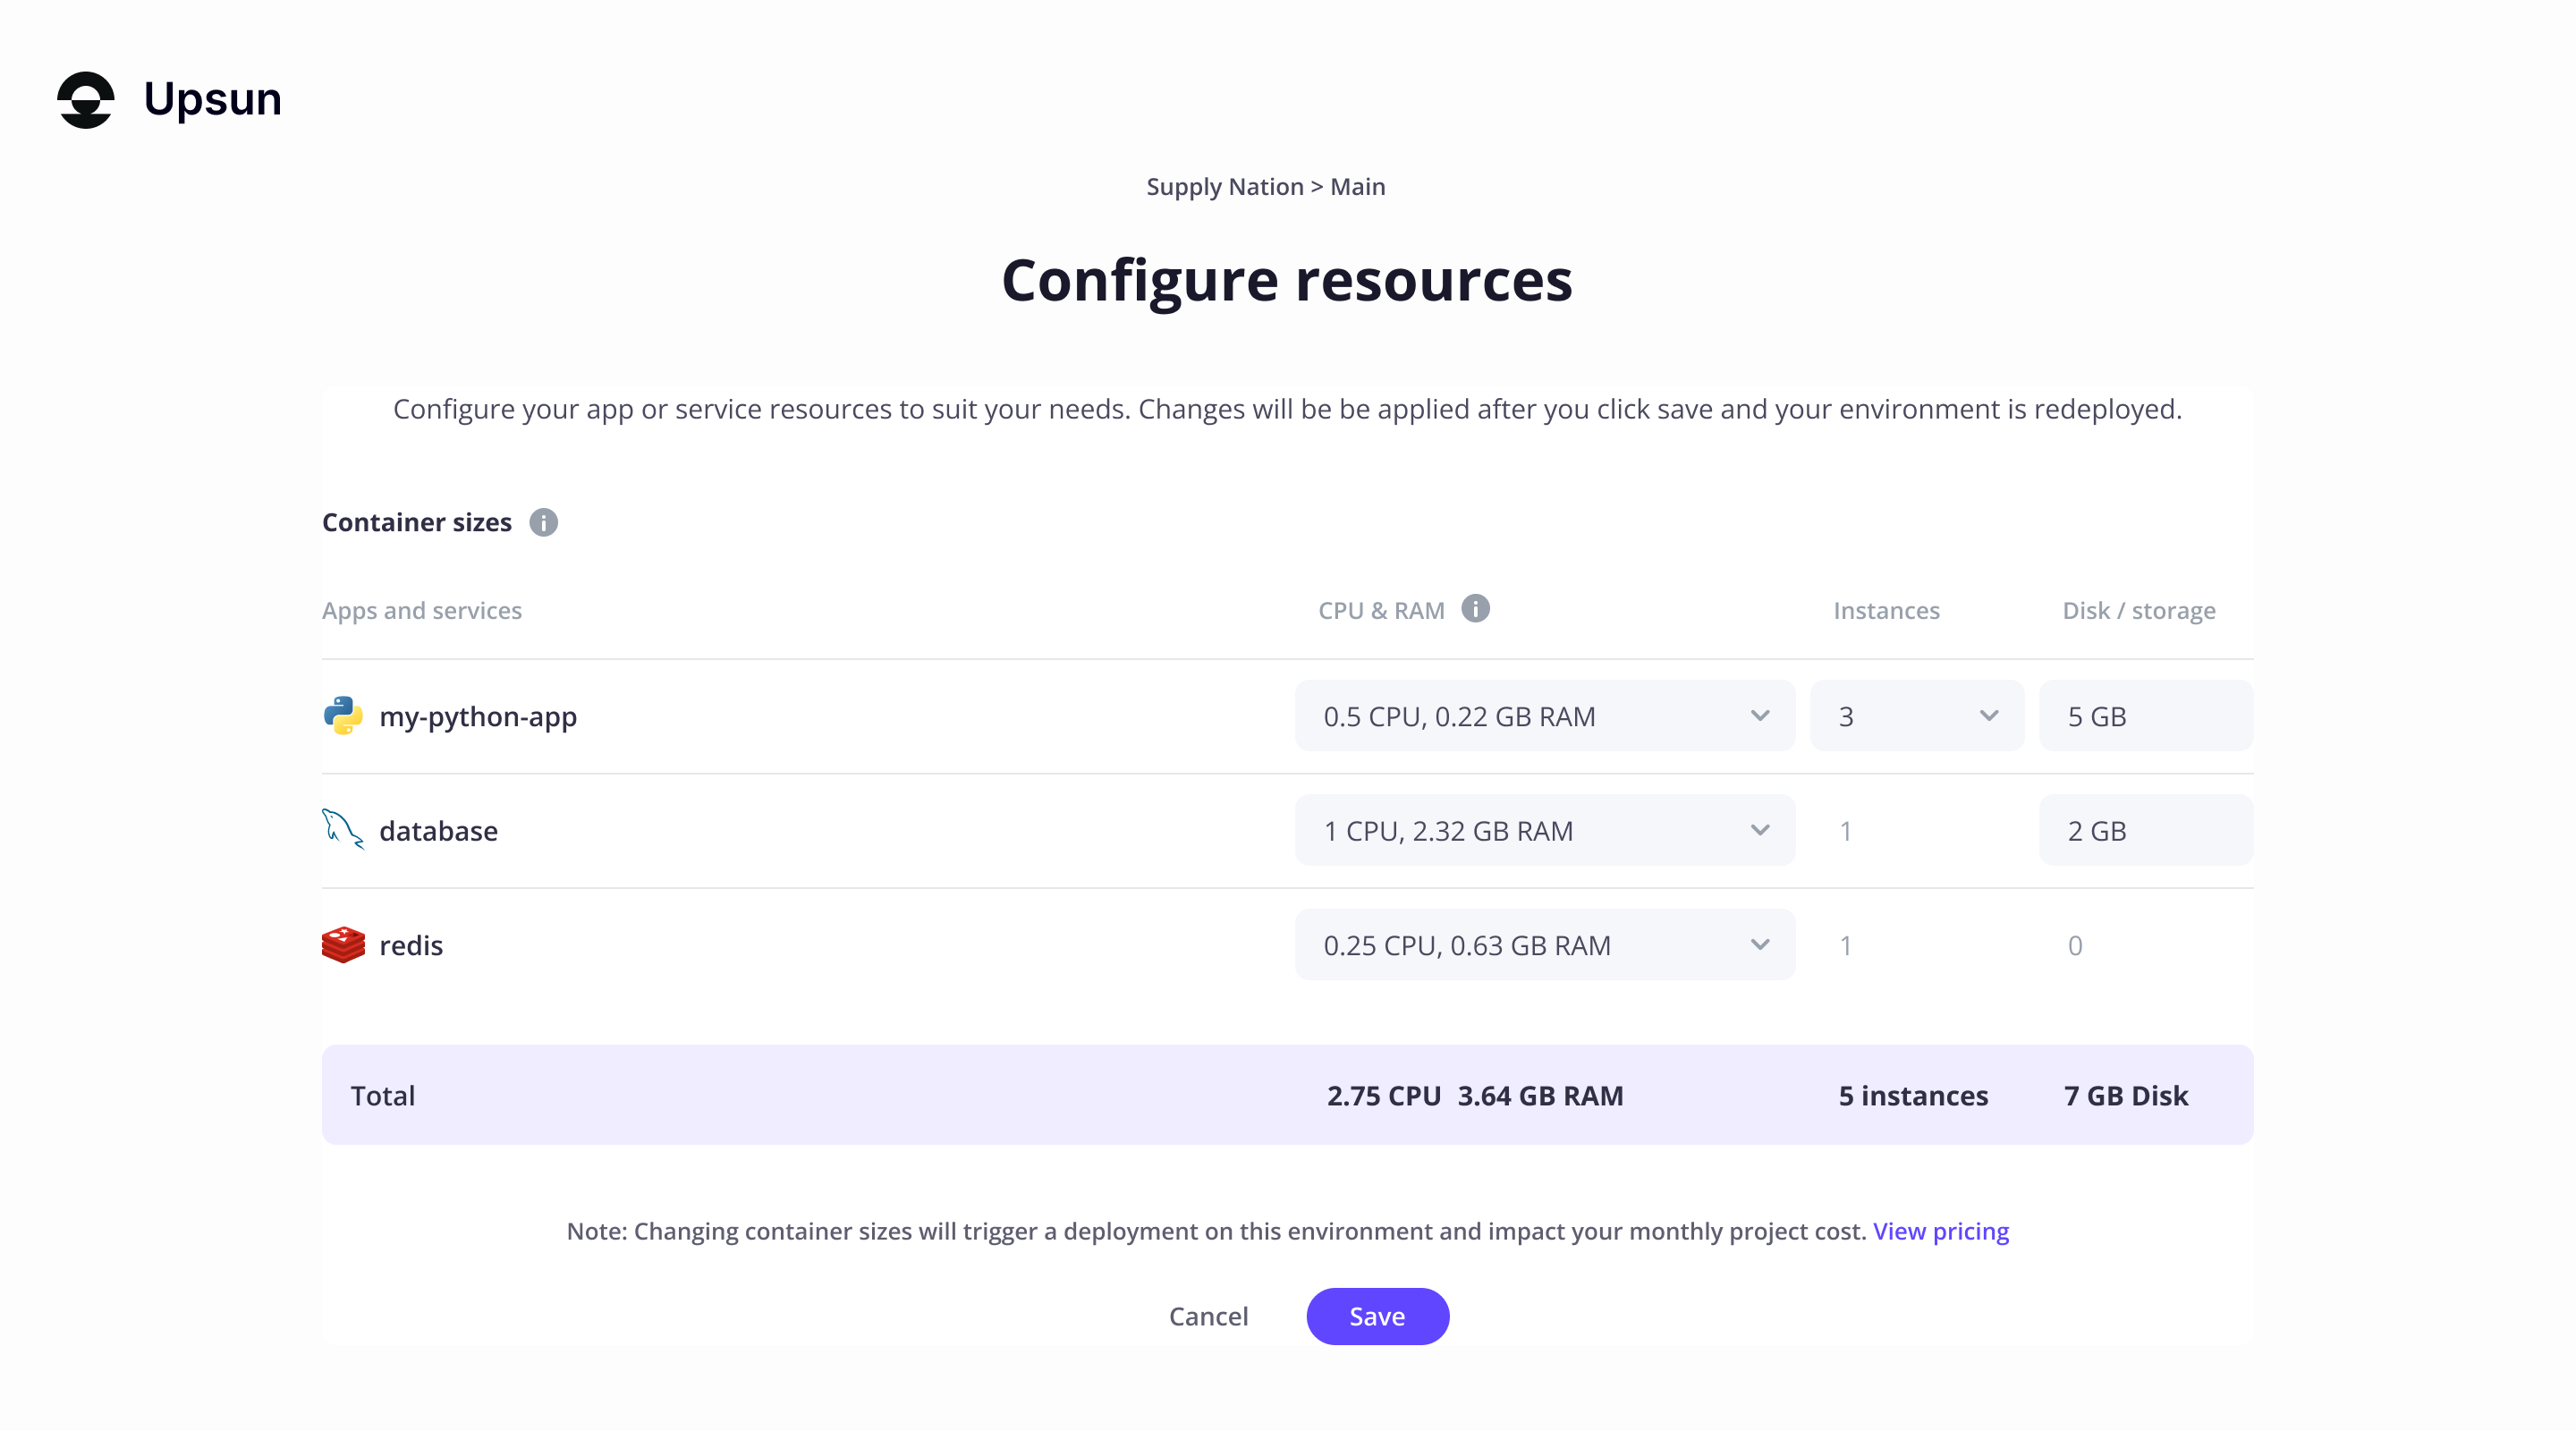 Upsun
Supply Nation > Main
Configure resources
Configure your app or service resources to suit your needs. Changes will be be applied after you click save and your environment is redeployed.
Container sizes
Apps and services CPU & RAM Instances Disk / storage
my-python-app 0.5 CPU, 0.22 GB RAM 3 5 GB
database 1 CPU, 2.32 GB RAM 1 2 GB
redis 0.25 CPU, 0.63 GB RAM 1 0
Total 2.75 CPU 3.64 GB RAM 5 instances 7 GB Disk
Note: Changing container sizes will trigger a deployment on this environment and impact your monthly project cost. View pricing
Cancel Save